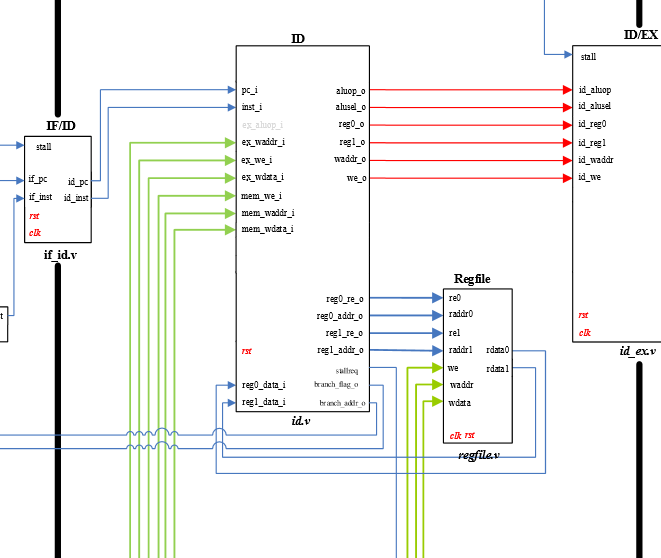 IF/ID
stall
if_pc
if_inst
id_pc
id_inst
rst
clk
if_id.v
t
ID
pc_i
inst_i
ex_aluop_i
ex_waddr_i
ex_we_i
ex_wdata_i
mem_we_i
mem_waddr_i
mem_wdata_i
rst
reg0_data_i
reg1_data_i
aluop_o
alusel_o
reg0_o
reg1_o
waddr_o
we_o
reg0_re_o
reg0_addr_o
reg1_re_o
reg1_addr_o
stallreq
branch_flag_o
branch_addr_o
id.v
Regfile
re0
raddr0
re1
raddr1
we
waddr
wdata
rdata0
rdata1
clk rst
regfile.v
ID/EX
stall
id_aluop
id_alusel
id_reg0
id_reg1
id_waddr
id_we
rst
clk
id_ex.v